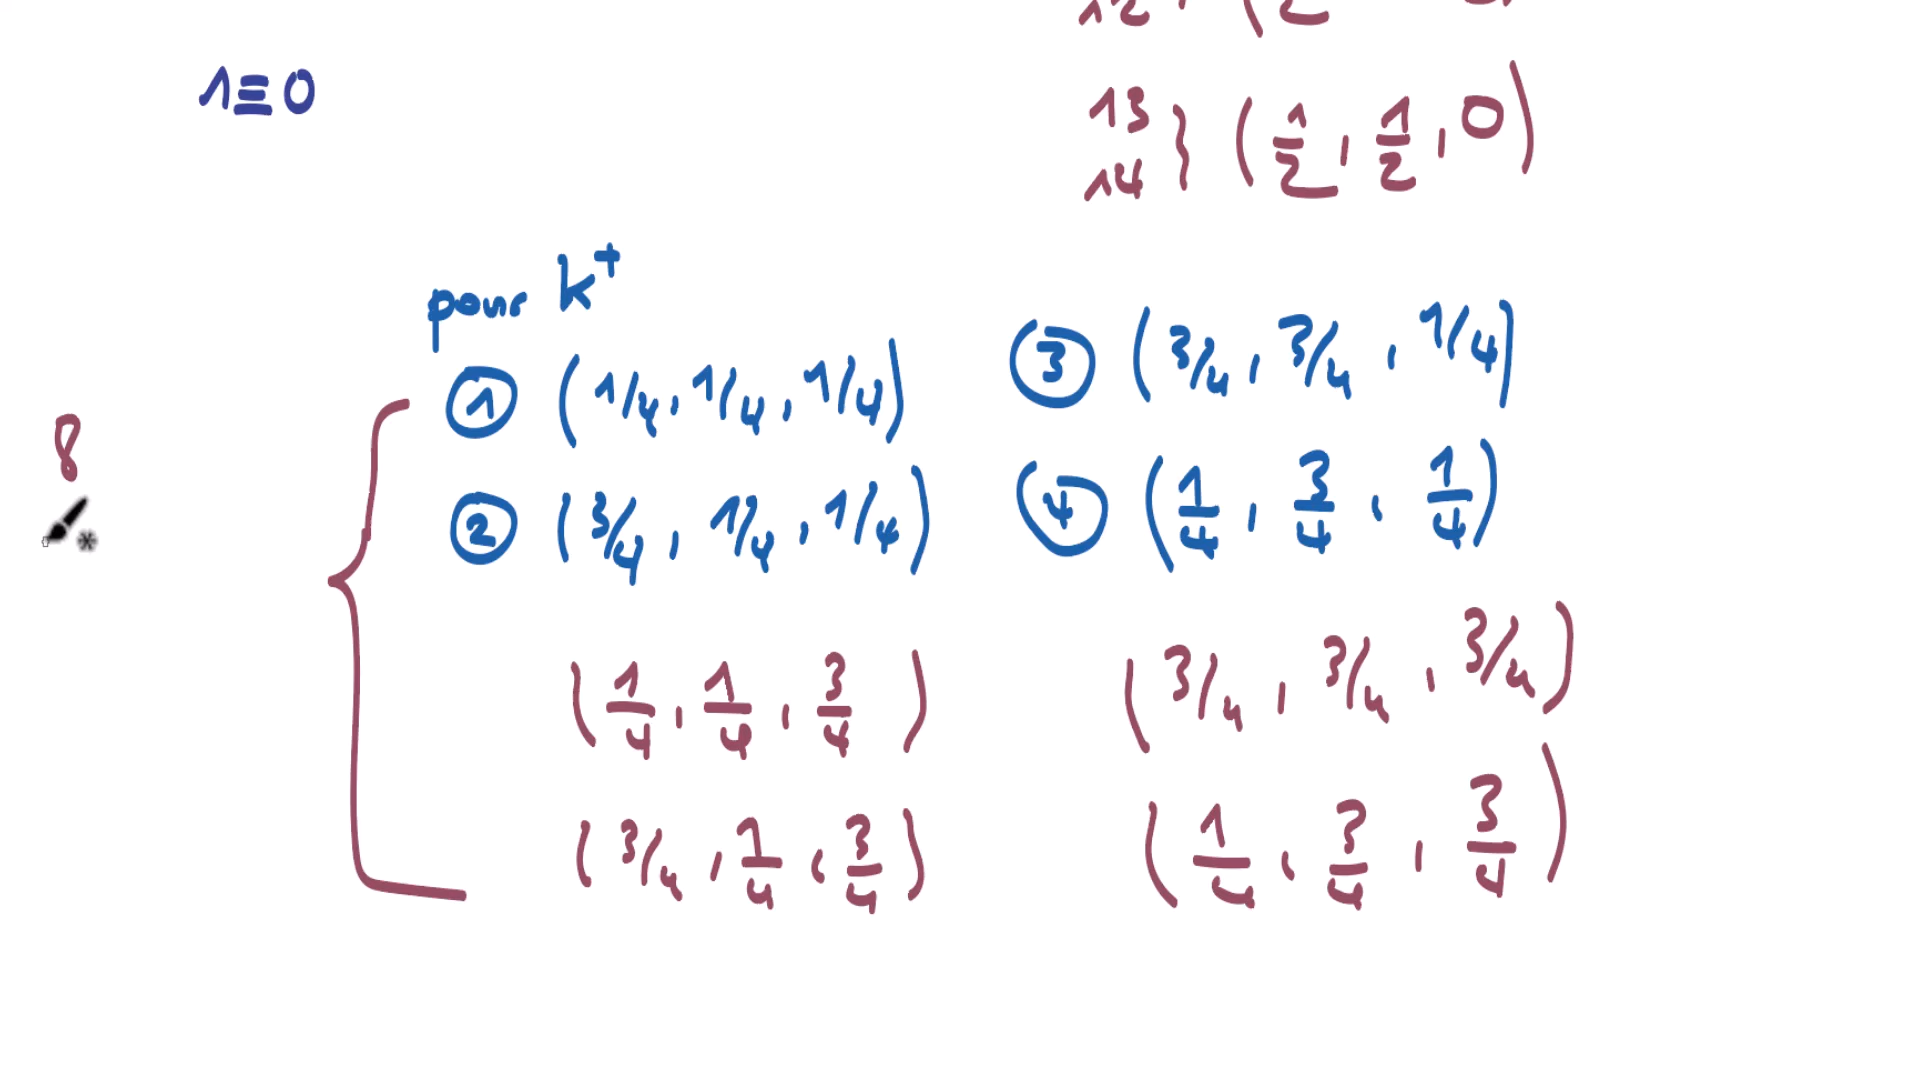 1≡0
13
14 } (1/2, 1/2, 0)
pour k⁺
① (1/4, 1/4, 1/4)
② (3/4, 1/4, 1/4)
③ (3/4, 3/4, 1/4)
④ (1/4, 3/4, 1/4)
8 {
(1/4, 1/4, 3/4)
(3/4, 3/4, 3/4)
(3/4, 1/4, 3/4)
(1/4, 3/4, 3/4)